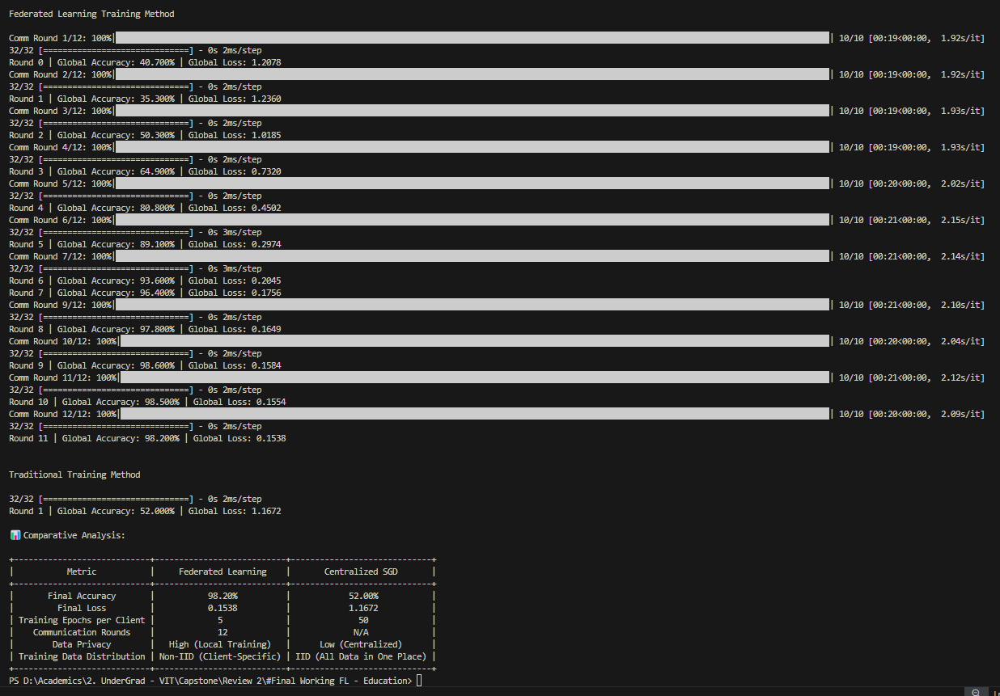 Federated Learning Training Method
Comm Round 1/12: 100%| | 10/10 [00:19<00:00, 1.92s/it]
32/32 [==============================] - 0s 2ms/step
Round 0 | Global Accuracy: 40.700% | Global Loss: 1.2078
Comm Round 2/12: 100%| | 10/10 [00:19<00:00, 1.92s/it]
32/32 [==============================] - 0s 2ms/step
Round 1 | Global Accuracy: 35.300% | Global Loss: 1.2360
Comm Round 3/12: 100%| | 10/10 [00:19<00:00, 1.93s/it]
32/32 [==============================] - 0s 2ms/step
Round 2 | Global Accuracy: 50.300% | Global Loss: 1.0185
Comm Round 4/12: 100%| | 10/10 [00:19<00:00, 1.93s/it]
32/32 [==============================] - 0s 2ms/step
Round 3 | Global Accuracy: 64.900% | Global Loss: 0.7320
Comm Round 5/12: 100%| | 10/10 [00:20<00:00, 2.02s/it]
32/32 [==============================] - 0s 2ms/step
Round 4 | Global Accuracy: 80.800% | Global Loss: 0.4502
Comm Round 6/12: 100%| | 10/10 [00:21<00:00, 2.15s/it]
32/32 [==============================] - 0s 3ms/step
Round 5 | Global Accuracy: 89.100% | Global Loss: 0.2974
Comm Round 7/12: 100%| | 10/10 [00:21<00:00, 2.14s/it]
32/32 [==============================] - 0s 3ms/step
Round 6 | Global Accuracy: 93.600% | Global Loss: 0.2045
Round 7 | Global Accuracy: 96.400% | Global Loss: 0.1756
Comm Round 9/12: 100%| | 10/10 [00:21<00:00, 2.10s/it]
32/32 [==============================] - 0s 2ms/step
Round 8 | Global Accuracy: 97.800% | Global Loss: 0.1649
Comm Round 10/12: 100%| | 10/10 [00:20<00:00, 2.04s/it]
32/32 [==============================] - 0s 2ms/step
Round 9 | Global Accuracy: 98.600% | Global Loss: 0.1584
Comm Round 11/12: 100%| | 10/10 [00:21<00:00, 2.12s/it]
32/32 [==============================] - 0s 2ms/step
Round 10 | Global Accuracy: 98.500% | Global Loss: 0.1554
Comm Round 12/12: 100%| | 10/10 [00:20<00:00, 2.09s/it]
32/32 [==============================] - 0s 2ms/step
Round 11 | Global Accuracy: 98.200% | Global Loss: 0.1538
Traditional Training Method
32/32 [==============================] - 0s 2ms/step
Round 1 | Global Accuracy: 52.000% | Global Loss: 1.1672
📊 Comparative Analysis:
+----------------------------+---------------------------+-----------------------------+
| Metric | Federated Learning | Centralized SGD |
+----------------------------+---------------------------+-----------------------------+
| Final Accuracy | 98.20% | 52.00% |
| Final Loss | 0.1538 | 1.1672 |
| Training Epochs per Client | 5 | 50 |
| Communication Rounds | 12 | N/A |
| Data Privacy | High (Local Training) | Low (Centralized) |
| Training Data Distribution | Non-IID (Client-Specific) | IID (All Data in One Place) |
+----------------------------+---------------------------+-----------------------------+
PS D:\Academics\2. UnderGrad - VIT\Capstone\Review 2\#Final Working FL - Education>